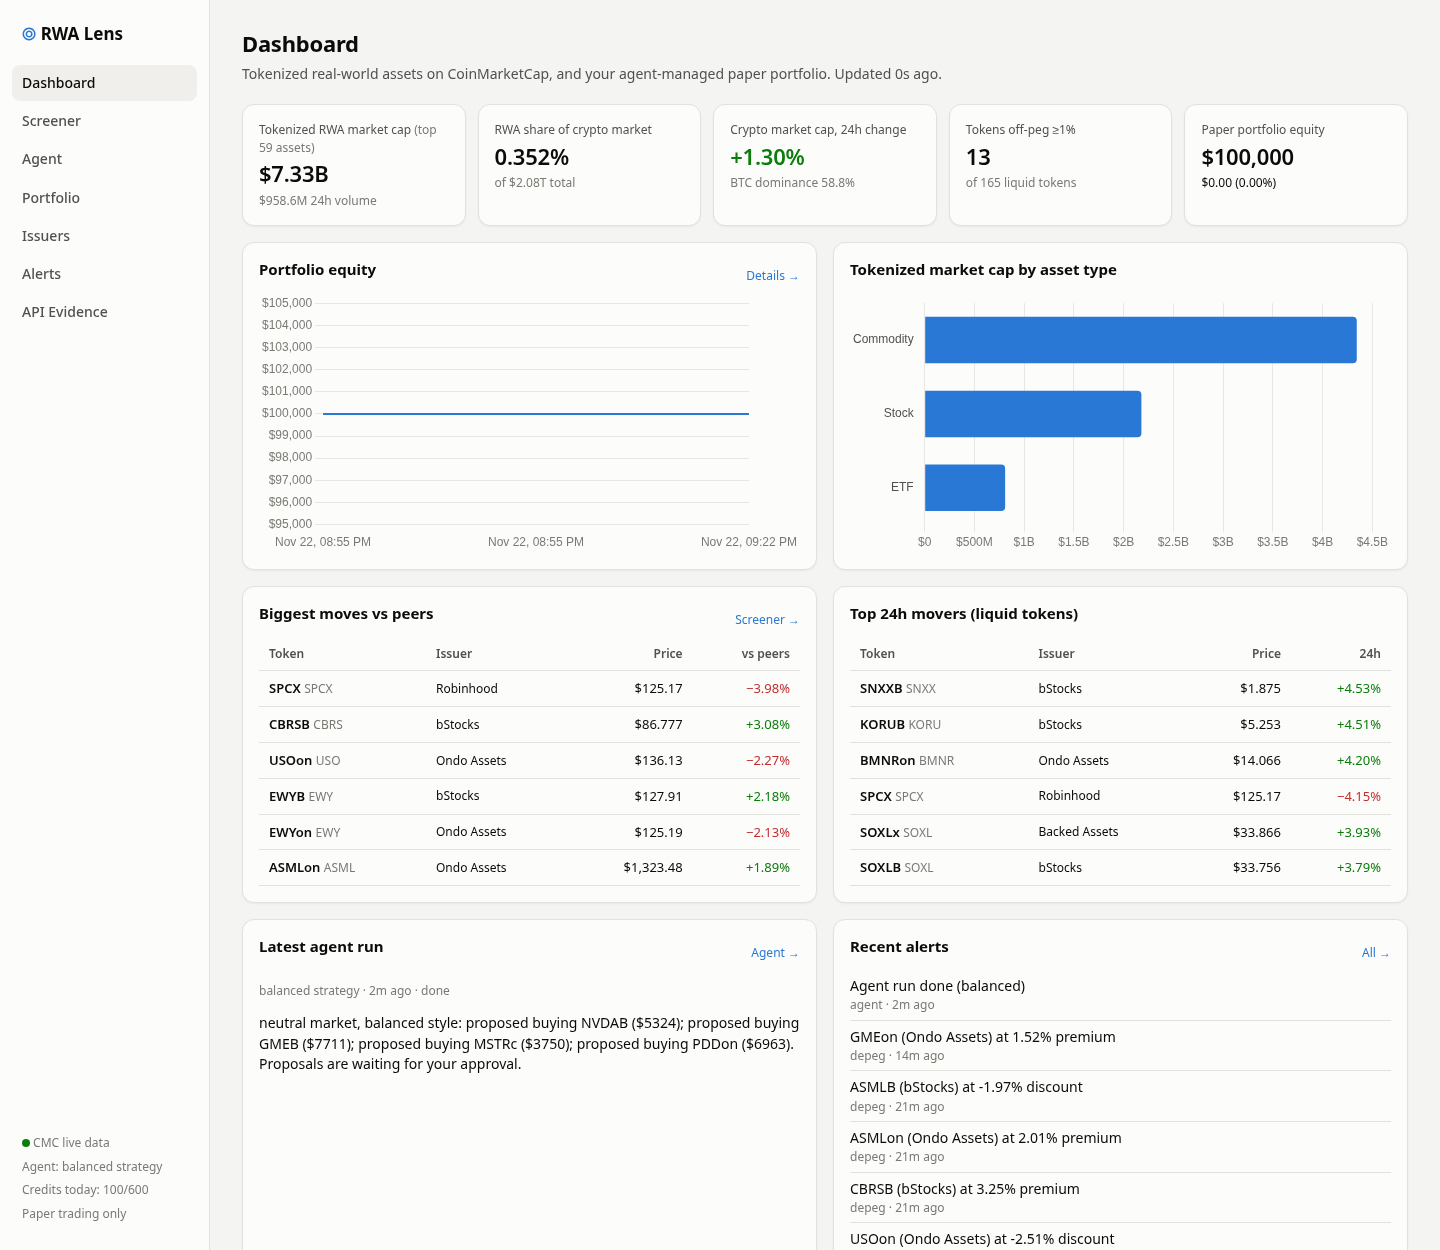 RWA Lens
Dashboard
Screener
Agent
Portfolio
Issuers
Alerts
API Evidence
CMC live data
Agent: balanced strategy
Credits today: 100/600
Paper trading only
Dashboard
Tokenized real-world assets on CoinMarketCap, and your agent-managed paper portfolio. Updated 0s ago.
Tokenized RWA market cap (top
59 assets)
$7.33B
$958.6M 24h volume
RWA share of crypto market
0.352%
of $2.08T total
Crypto market cap, 24h change
+1.30%
BTC dominance 58.8%
Tokens off-peg ≥1%
13
of 165 liquid tokens
Paper portfolio equity
$100,000
$0.00 (0.00%)
Portfolio equity
Details →
$105,000
$104,000
$103,000
$102,000
$101,000
$100,000
$99,000
$98,000
$97,000
$96,000
$95,000
Nov 22, 08:55 PM Nov 22, 08:55 PM Nov 22, 09:22 PM
Tokenized market cap by asset type
Commodity
Stock
ETF
$0 $500M $1B $1.5B $2B $2.5B $3B $3.5B $4B $4.5B
Biggest moves vs peers
Screener →
Token Issuer Price vs peers
SPCX SPCX Robinhood $125.17 −3.98%
CBRSB CBRS bStocks $86.777 +3.08%
USOon USO Ondo Assets $136.13 −2.27%
EWYB EWY bStocks $127.91 +2.18%
EWYon EWY Ondo Assets $125.19 −2.13%
ASMLon ASML Ondo Assets $1,323.48 +1.89%
Top 24h movers (liquid tokens)
Token Issuer Price 24h
SNXXB SNXX bStocks $1.875 +4.53%
KORUB KORU bStocks $5.253 +4.51%
BMNRon BMNR Ondo Assets $14.066 +4.20%
SPCX SPCX Robinhood $125.17 −4.15%
SOXLx SOXL Backed Assets $33.866 +3.93%
SOXLB SOXL bStocks $33.756 +3.79%
Latest agent run
Agent →
balanced strategy · 2m ago · done
neutral market, balanced style: proposed buying NVDAB ($5324); proposed buying
GMEB ($7711); proposed buying MSTRc ($3750); proposed buying PDDon ($6963).
Proposals are waiting for your approval.
Recent alerts
All →
Agent run done (balanced)
agent · 2m ago
GMEon (Ondo Assets) at 1.52% premium
depeg · 14m ago
ASMLB (bStocks) at -1.97% discount
depeg · 21m ago
ASMLon (Ondo Assets) at 2.01% premium
depeg · 21m ago
CBRSB (bStocks) at 3.25% premium
depeg · 21m ago
USOon (Ondo Assets) at -2.51% discount